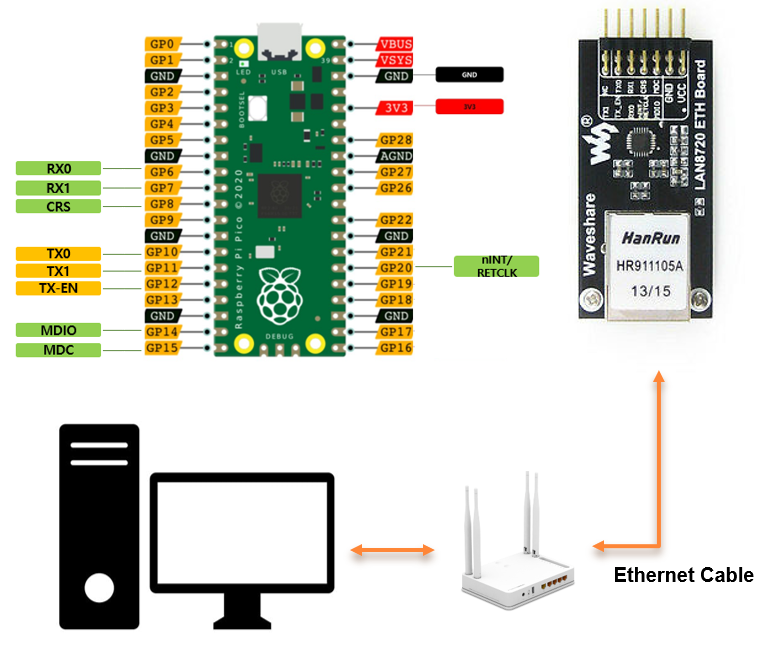 GP0
GP1
GND
GP2
GP3
GP4
GP5
GND
GP6
GP7
GP8
GP9
GND
GP10
GP11
GP12
GP13
GND
GP14
GP15
RX0
RX1
CRS
TX0
TX1
TX-EN
MDIO
MDC
1
2
39
LED
USB
BOOTSEL
Raspberry Pi Pico ©2020
DEBUG
VBUS
VSYS
GND
3V3
GP28
AGND
GP27
GP26
GP22
GND
GP21
GP20
GP19
GP18
GND
GP17
GP16
GND
3V3
nINT/
RETCLK
NC
TX0
RX1
CRS
MDC
GND
VCC
TX1
TX_EN
RX0
nINT/
RETCLK
MDIO
Waveshare
LAN8720 ETH Board
HanRun
HR911105A
13/15
Ethernet Cable